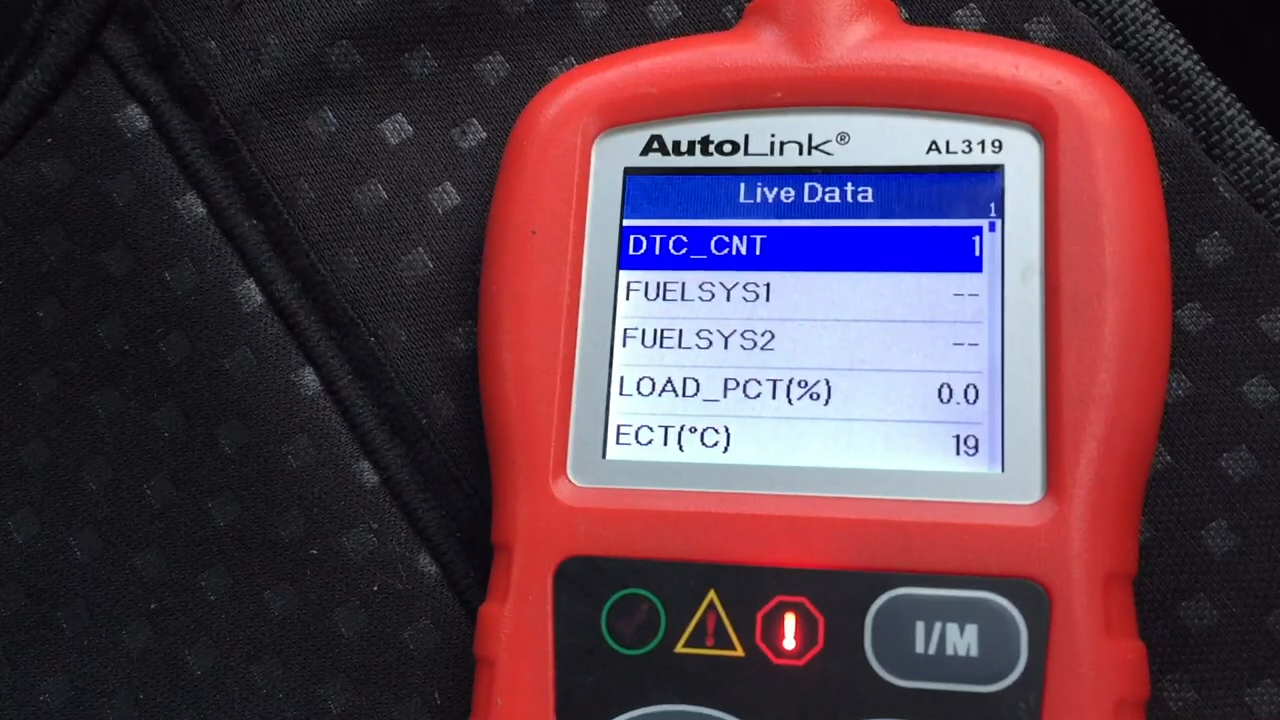 AutoLink® AL319
Live Data
1
DTC_CNT 1
FUELSYS1 --
FUELSYS2 --
LOAD_PCT(%) 0.0
ECT(°C) 19
I/M